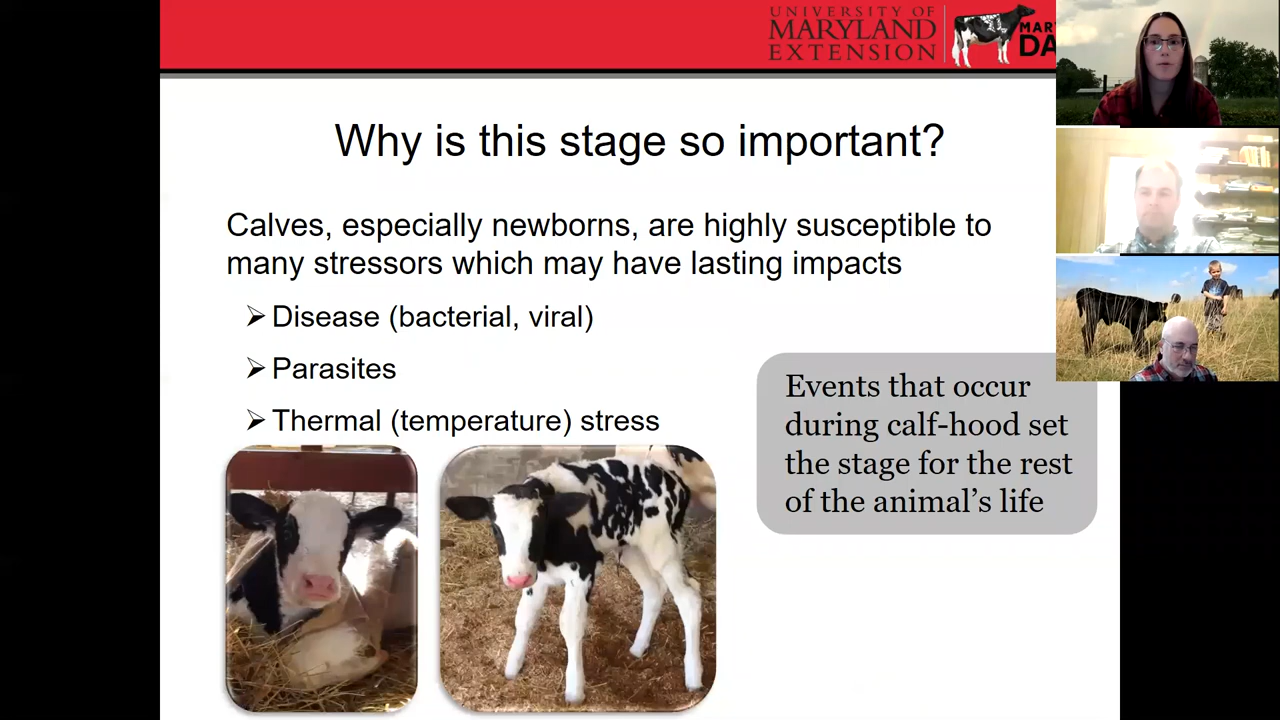 UNIVERSITY OF
MARYLAND
EXTENSION
MAR
DA
Why is this stage so important?
Calves, especially newborns, are highly susceptible to
many stressors which may have lasting impacts
➢ Disease (bacterial, viral)
➢ Parasites
➢ Thermal (temperature) stress
Events that occur
during calf-hood set
the stage for the rest
of the animal’s life